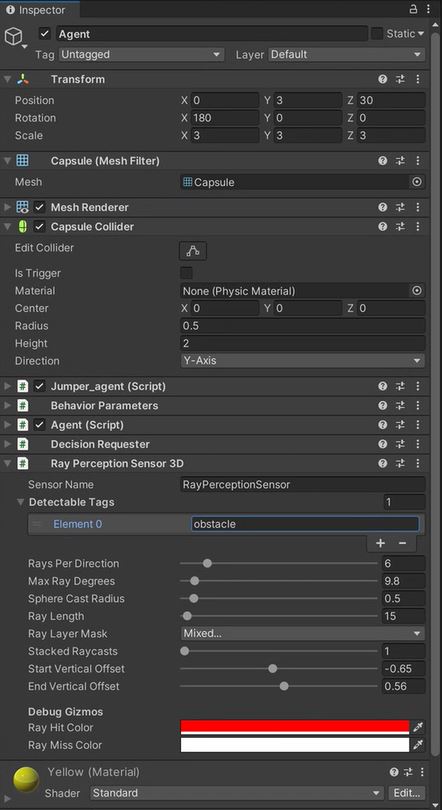 Inspector
Agent Static
Tag Untagged Layer Default
Transform
Position X 0 Y 3 Z 30
Rotation X 180 Y 0 Z 0
Scale X 3 Y 3 Z 3
Capsule (Mesh Filter)
Mesh Capsule
Mesh Renderer
Capsule Collider
Edit Collider
Is Trigger
Material None (Physic Material)
Center X 0 Y 0 Z 0
Radius 0.5
Height 2
Direction Y-Axis
Jumper_agent (Script)
Behavior Parameters
Agent (Script)
Decision Requester
Ray Perception Sensor 3D
Sensor Name RayPerceptionSensor
Detectable Tags 1
Element 0 obstacle
Rays Per Direction 6
Max Ray Degrees 9.8
Sphere Cast Radius 0.5
Ray Length 15
Ray Layer Mask Mixed...
Stacked Raycasts 1
Start Vertical Offset -0.65
End Vertical Offset 0.56
Debug Gizmos
Ray Hit Color
Ray Miss Color
Yellow (Material)
Shader Standard Edit...